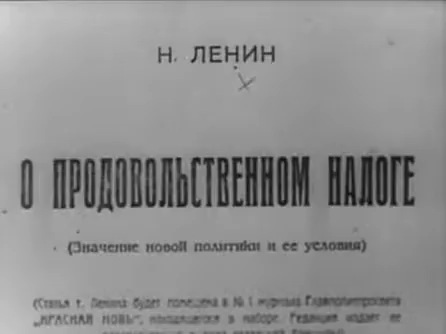 Н. ЛЕНИН
О ПРОДОВОЛЬСТВЕННОМ НАЛОГЕ
(Значение новой политики и ее условия)
(Статья т. Ленина будет помещена в № 1 журнала Главполитпросвета
„КРАСНАЯ НОВЬ“, находящегося в наборе. Редакция издает ее